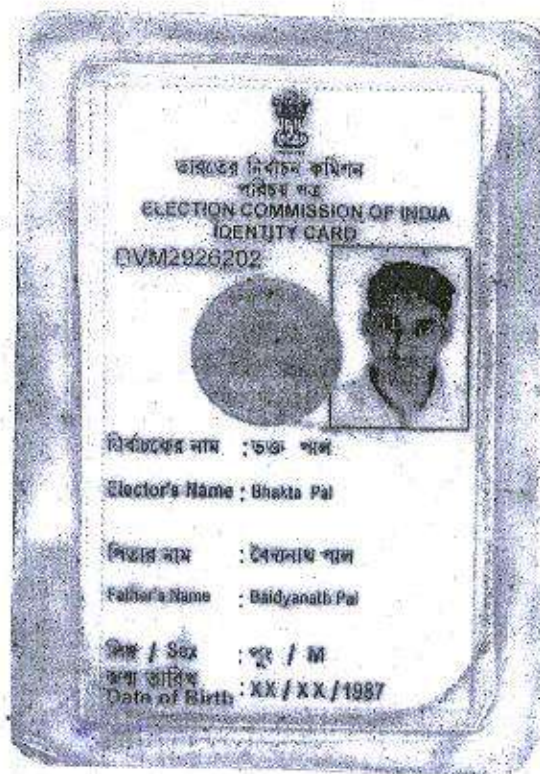 ভারতের নির্বাচন কমিশন
পরিচয় পত্র
ELECTION COMMISSION OF INDIA
IDENTITY CARD
DVM2926202
নির্বাচকের নাম : ভক্ত পাল
Elector's Name : Bhakta Pal
পিতার নাম : বৈদ্যনাথ পাল
Father's Name : Baidyanath Pal
লিঙ্গ / Sex : পুং / M
জন্ম তারিখ
Date of Birth : XX / XX / 1987